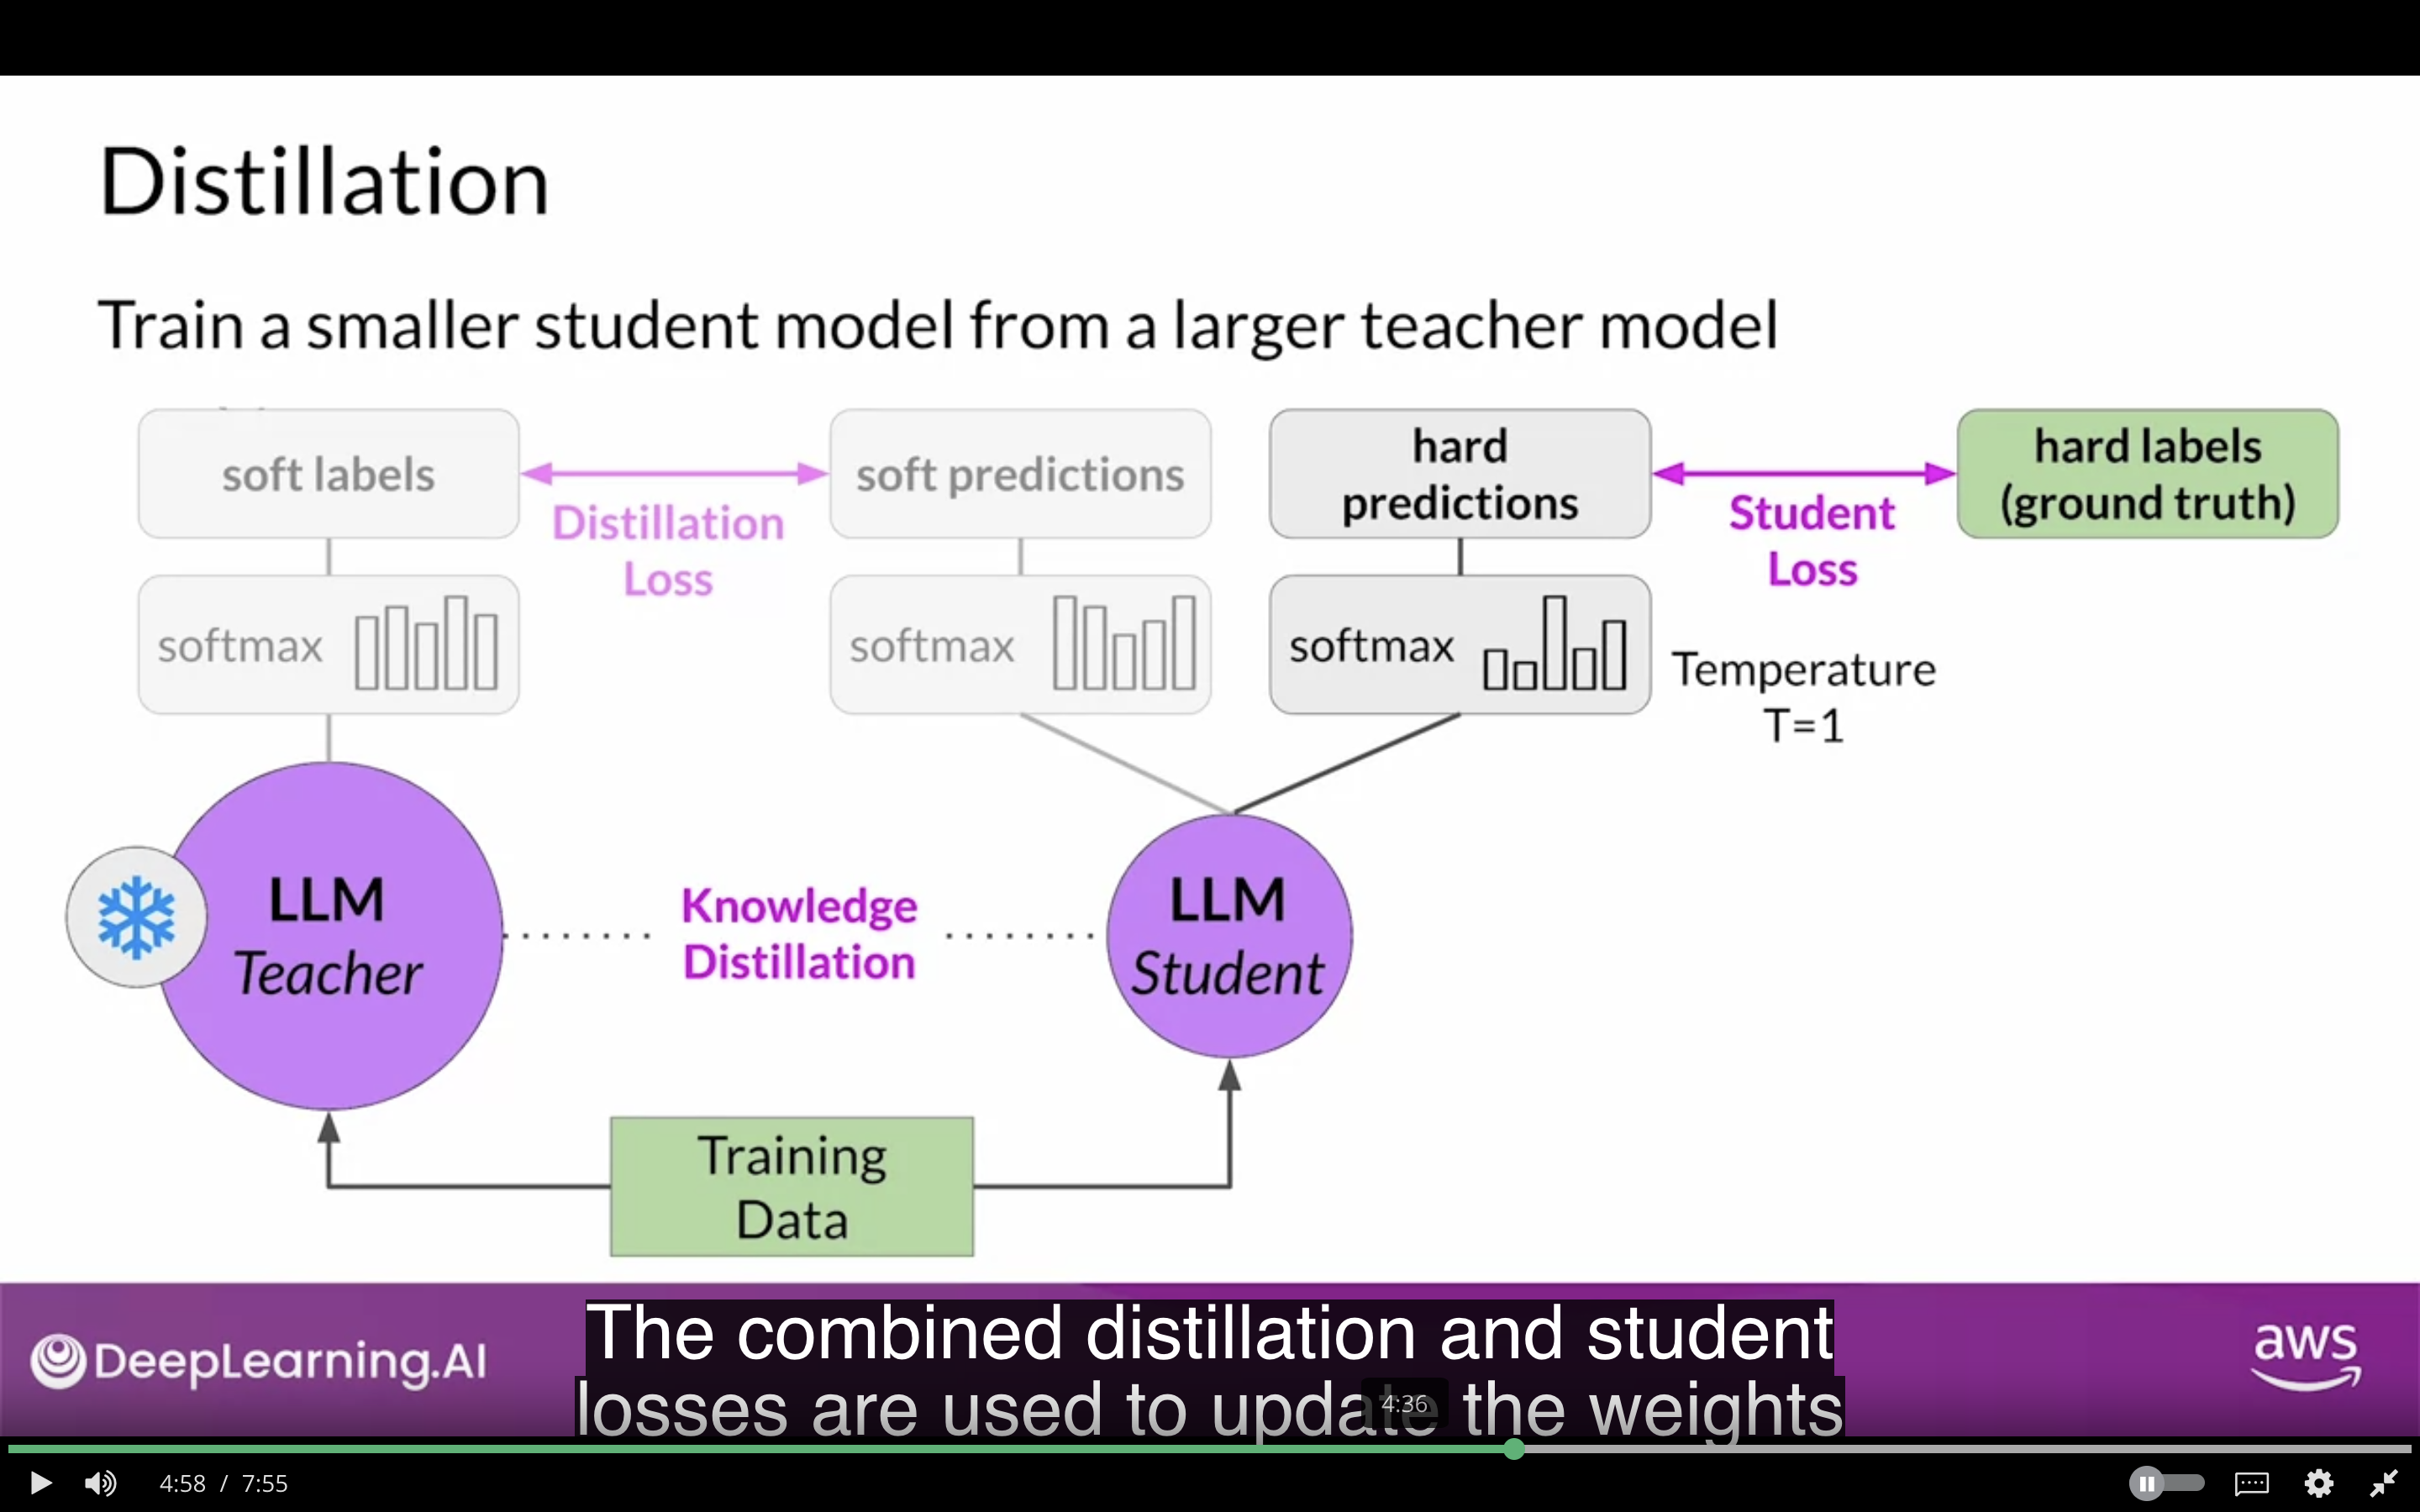 Distillation
Train a smaller student model from a larger teacher model
soft labels
Distillation
Loss
soft predictions
hard
predictions
Student
Loss
hard labels
(ground truth)
softmax
softmax
softmax
Temperature
T=1
LLM
Teacher
Knowledge
Distillation
LLM
Student
Training
Data
DeepLearning.AI
The combined distillation and student
losses are used to update the weights
aws
4:36
4:58 / 7:55